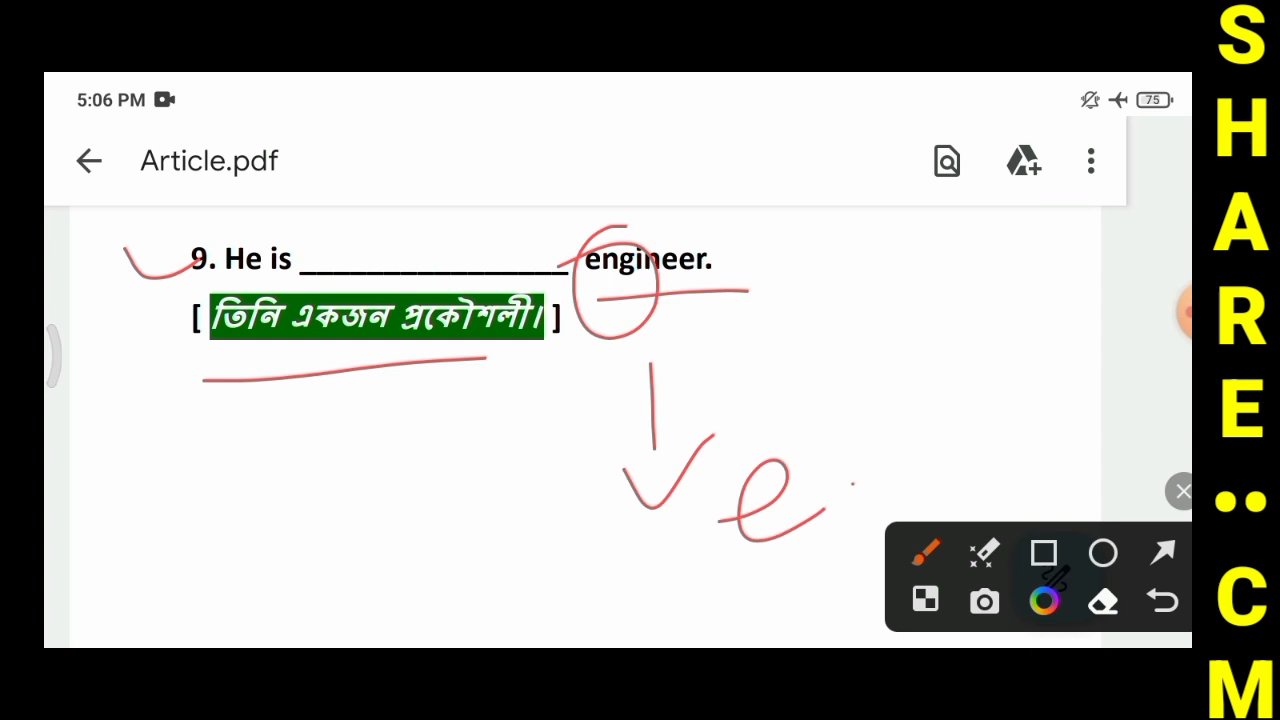 5:06 PM
75
Article.pdf
9. He is ________________ engineer.
[ তিনি একজন প্রকৌশলী। ]
e
S
H
A
R
E
••
C
M